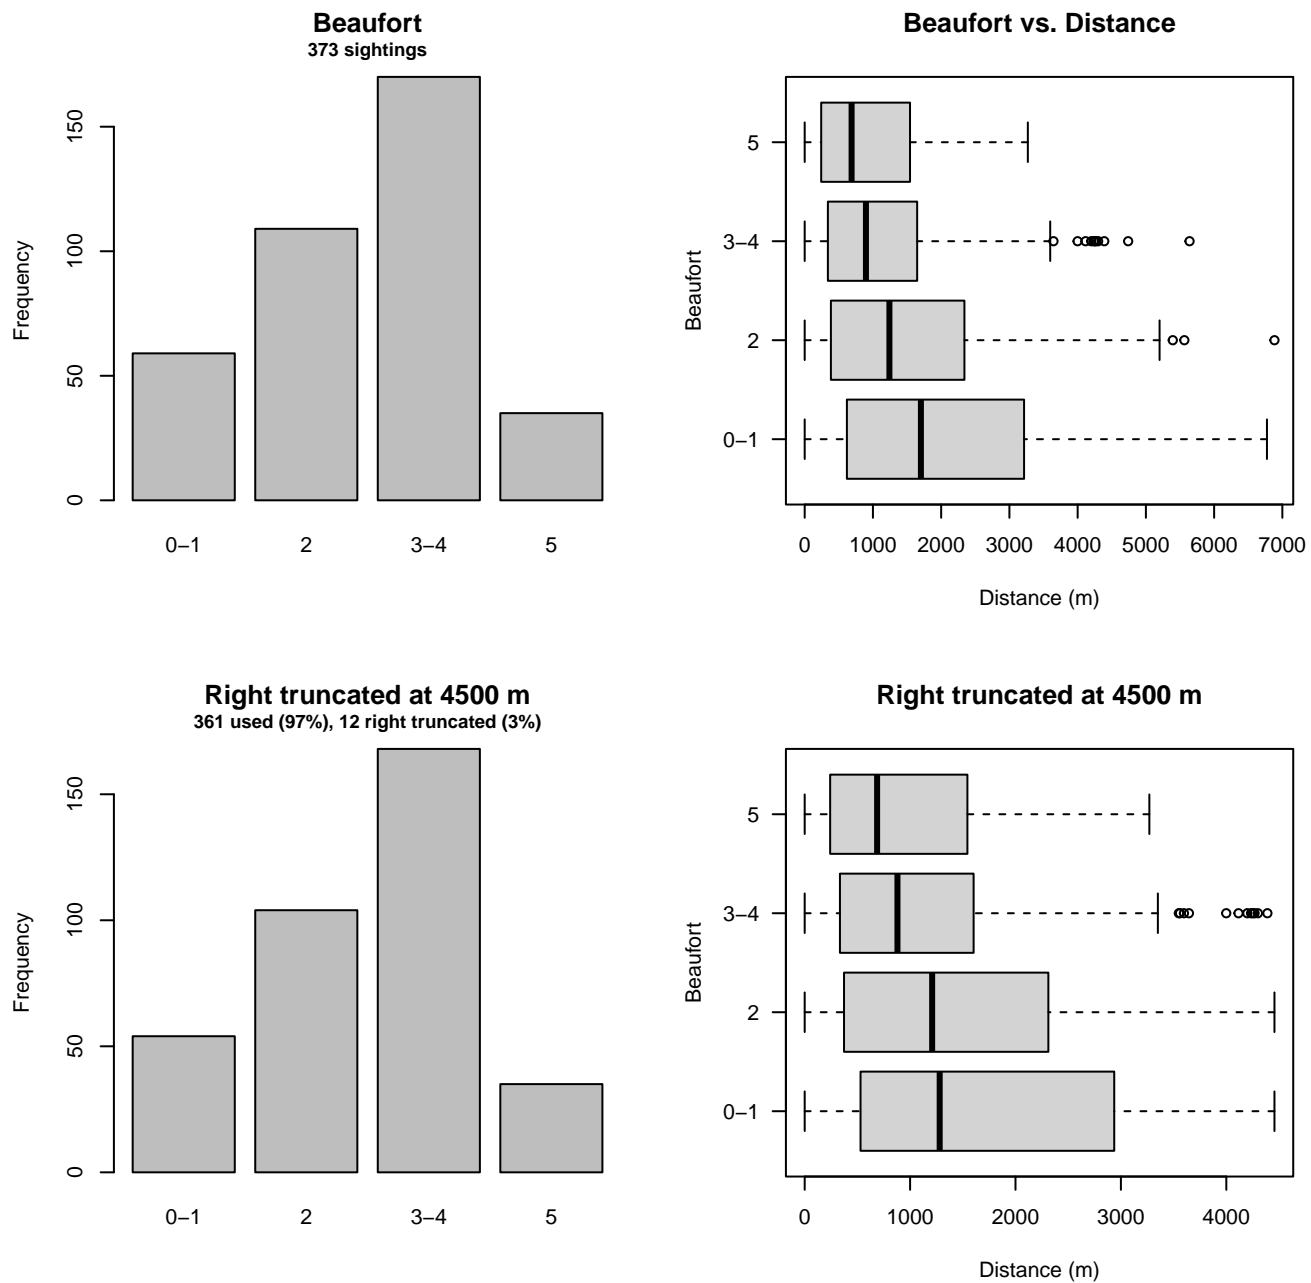 Beaufort
373 sightings
Frequency
0
50
100
150
0–1
2
3–4
5
Beaufort vs. Distance
Beaufort
5
3–4
2
0–1
0 1000 2000 3000 4000 5000 6000 7000
Distance (m)
Right truncated at 4500 m
361 used (97%), 12 right truncated (3%)
Frequency
0
50
100
150
0–1
2
3–4
5
Right truncated at 4500 m
Beaufort
5
3–4
2
0–1
0 1000 2000 3000 4000
Distance (m)